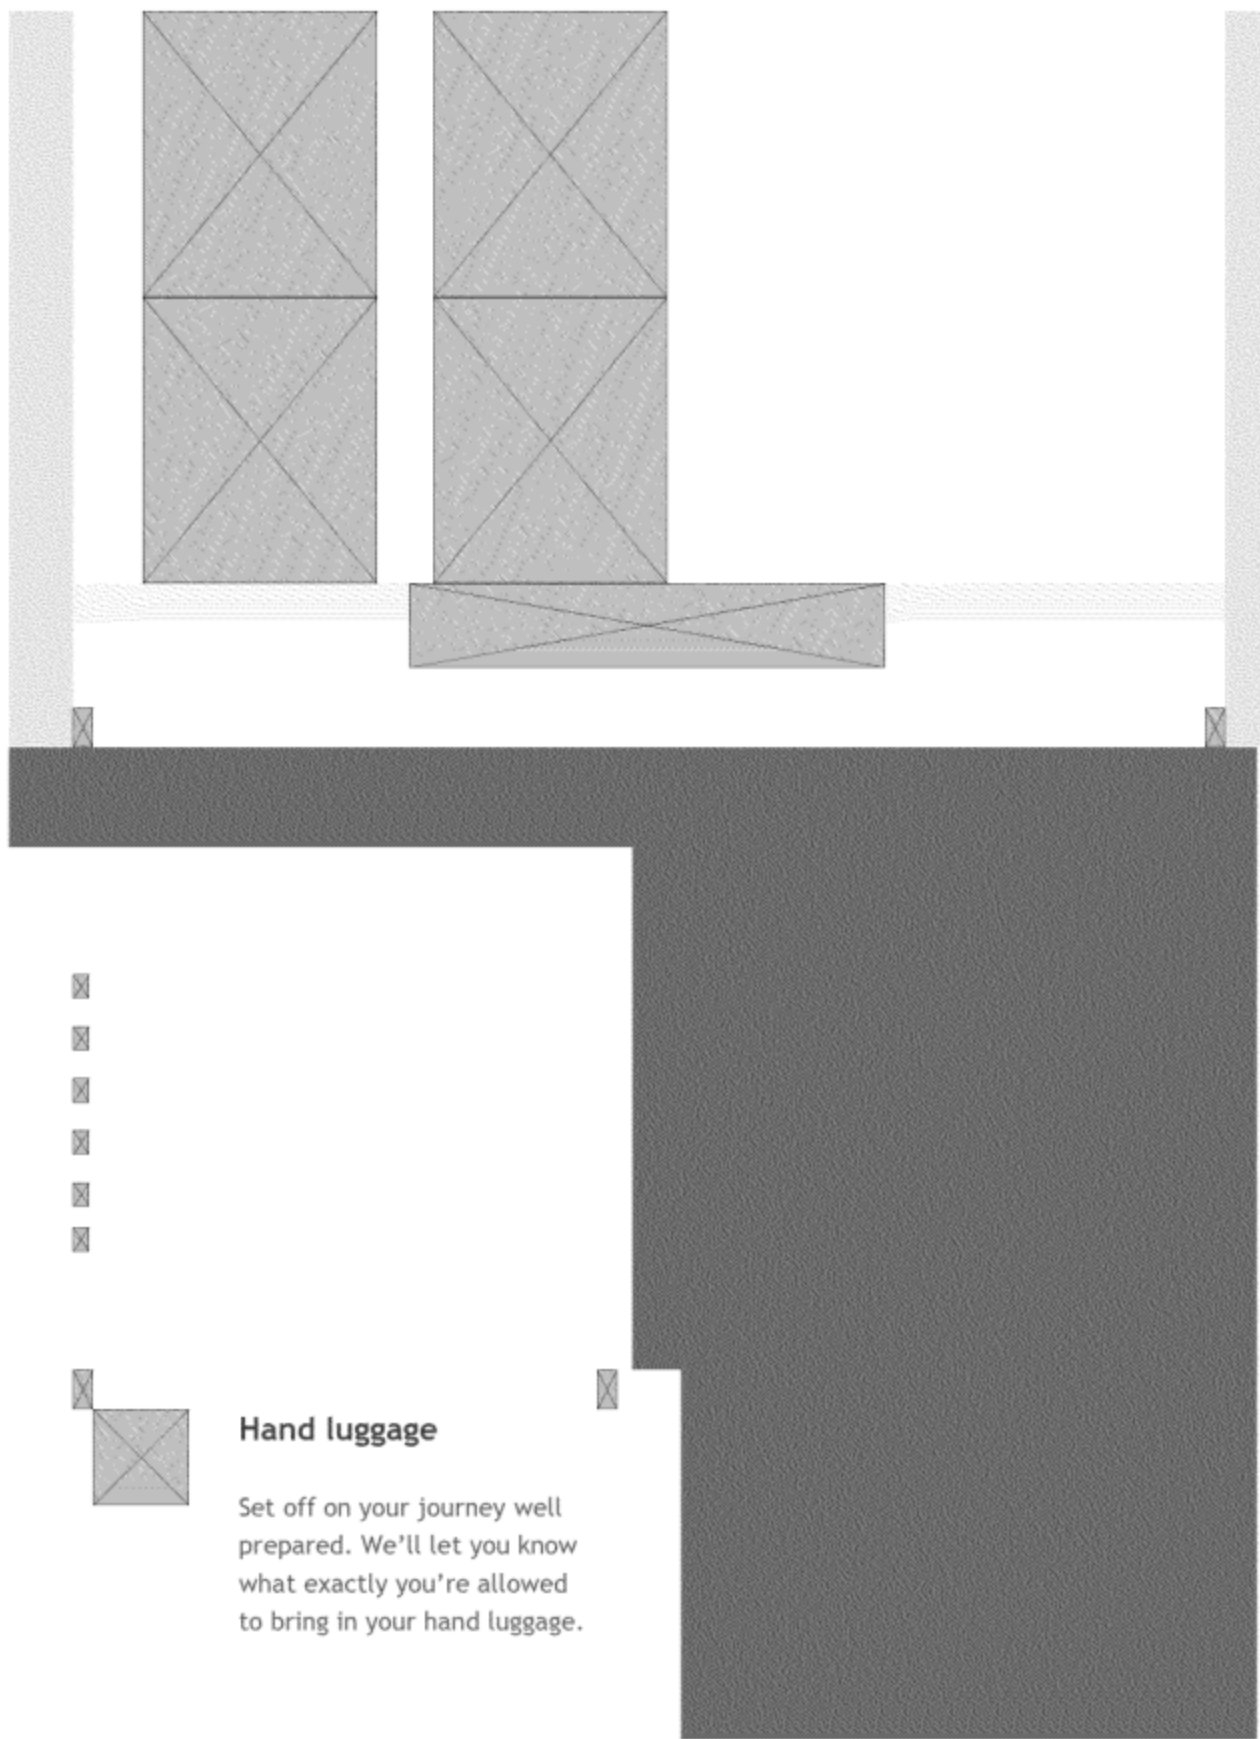 Hand luggage
Set off on your journey well
prepared. We’ll let you know
what exactly you’re allowed
to bring in your hand luggage.